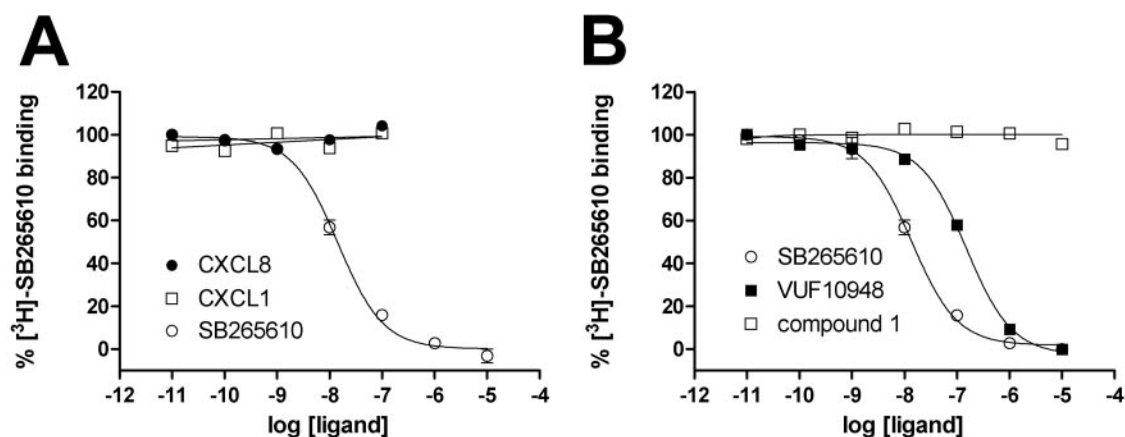 A
% [³H]-SB265610 binding
120
100
80
60
40
20
0
CXCL8
CXCL1
SB265610
-12 -11 -10 -9 -8 -7 -6 -5 -4
log [ligand]
B
% [³H]-SB265610 binding
120
100
80
60
40
20
0
SB265610
VUF10948
compound 1
-12 -11 -10 -9 -8 -7 -6 -5 -4
log [ligand]